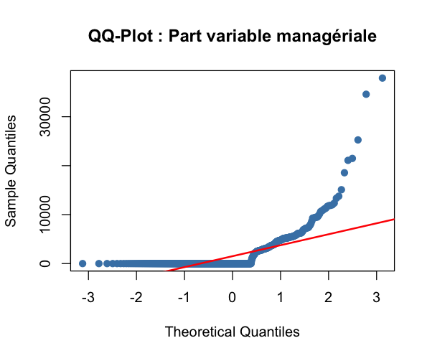 QQ-Plot : Part variable managériale
Sample Quantiles
30000
10000
0
-3 -2 -1 0 1 2 3
Theoretical Quantiles